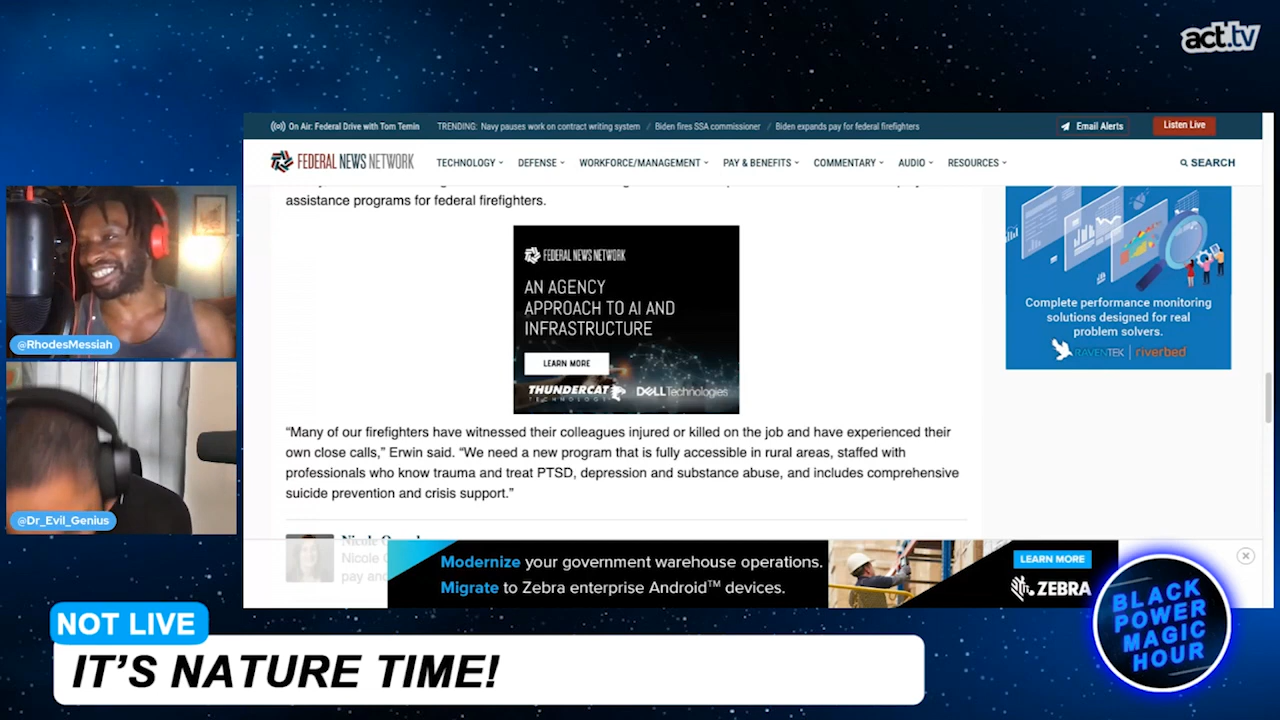 act.tv
On Air: Federal Drive with Tom Temin
TRENDING: Navy pauses work on contract writing system / Biden fires SSA commissioner / Biden expands pay for federal firefighters
Email Alerts
Listen Live
FEDERAL NEWS NETWORK
TECHNOLOGY
DEFENSE
WORKFORCE/MANAGEMENT
PAY & BENEFITS
COMMENTARY
AUDIO
RESOURCES
SEARCH
assistance programs for federal firefighters.
FEDERAL NEWS NETWORK
AN AGENCY
APPROACH TO AI AND
INFRASTRUCTURE
LEARN MORE
THUNDERCAT
TECHNOLOGY
DELLTechnologies
Complete performance monitoring
solutions designed for real
problem solvers.
RAVENTEK | riverbed
@RhodesMessiah
@Dr_Evil_Genius
“Many of our firefighters have witnessed their colleagues injured or killed on the job and have experienced their
own close calls,” Erwin said. “We need a new program that is fully accessible in rural areas, staffed with
professionals who know trauma and treat PTSD, depression and substance abuse, and includes comprehensive
suicide prevention and crisis support.”
Nicole
Nicole
pay and
Modernize your government warehouse operations.
Migrate to Zebra enterprise Android™ devices.
LEARN MORE
ZEBRA
BLACK
POWER
MAGIC
HOUR
NOT LIVE
IT'S NATURE TIME!